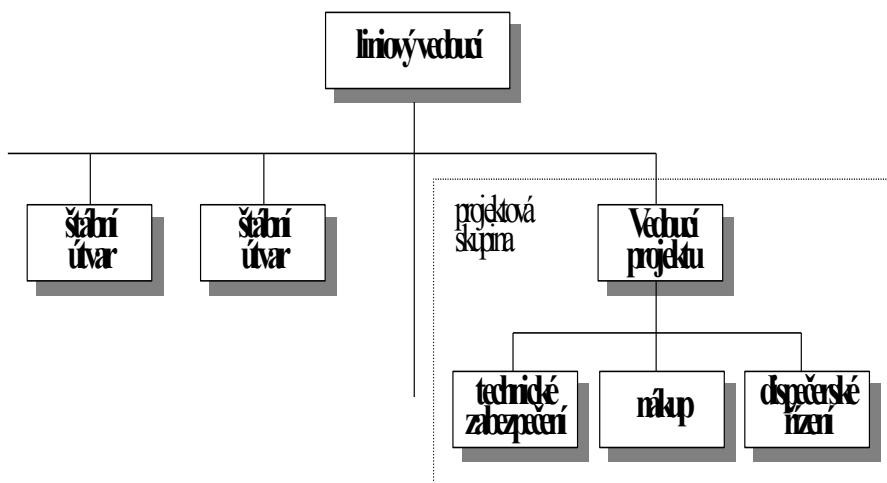 liniový vedoucí
štábní
útvar
štábní
útvar
projektová
skupina
Vedoucí
projektu
technické
zabezpečení
nákup
dispečerské
řízení